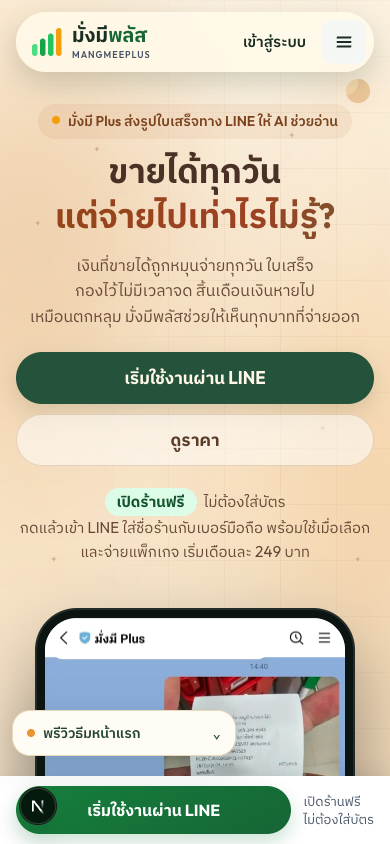 มั่งมีพลัส
MANGMEEPLUS
เข้าสู่ระบบ
มั่งมี Plus ส่งรูปใบเสร็จทาง LINE ให้ AI ช่วยอ่าน
ขายได้ทุกวัน
แต่จ่ายไปเท่าไรไม่รู้?
เงินที่ขายได้ถูกหมุนจ่ายทุกวัน ใบเสร็จ
กองไว้ไม่มีเวลาจด สิ้นเดือนเงินหายไป
เหมือนตกหลุม มั่งมีพลัสช่วยให้เห็นทุกบาทที่จ่ายออก
เริ่มใช้งานผ่าน LINE
ดูราคา
เปิดร้านฟรี ไม่ต้องใส่บัตร
กดแล้วเข้า LINE ใส่ชื่อร้านกับเบอร์มือถือ พร้อมใช้เมื่อเลือก
และจ่ายแพ็กเกจ เริ่มเดือนละ 249 บาท
มั่งมี Plus
14:40
พรีวิวธีมหน้าแรก
N
เริ่มใช้งานผ่าน LINE
เปิดร้านฟรี
ไม่ต้องใส่บัตร